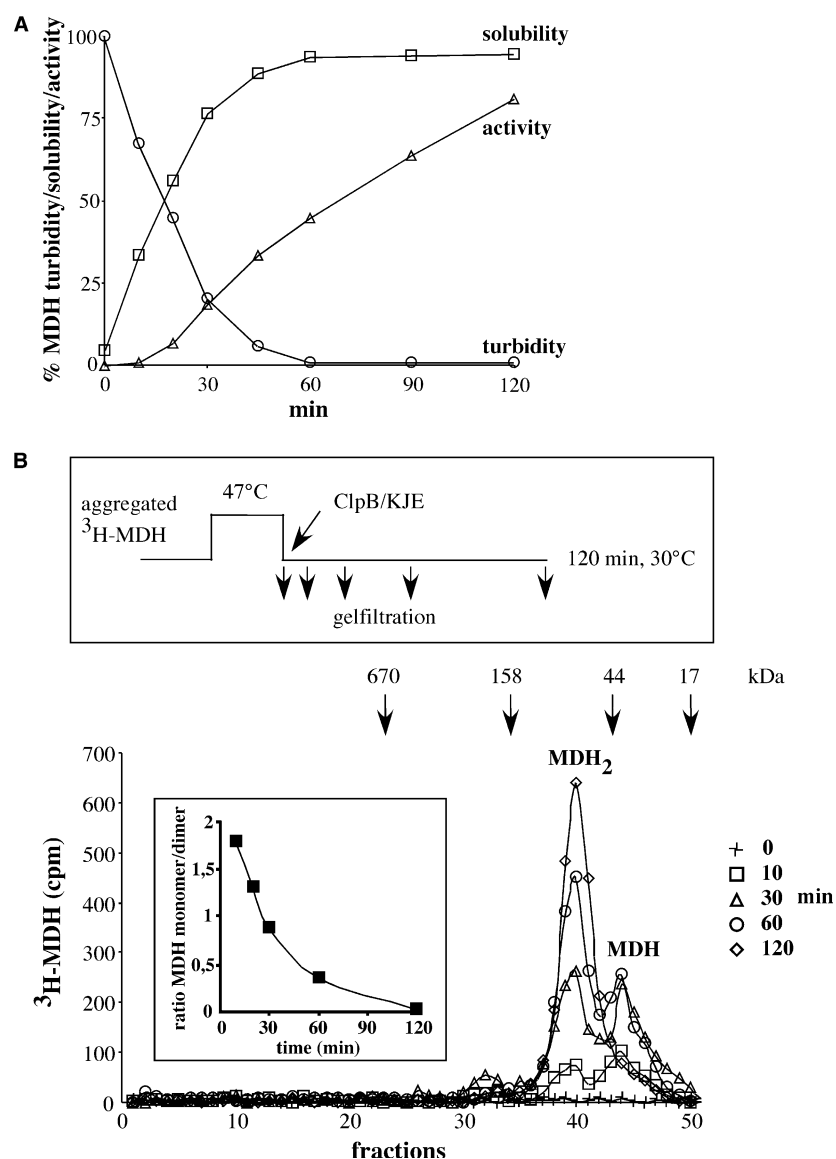 A
% MDH turbidity/solubility/activity
100
75
50
25
0
solubility
activity
turbidity
0 30 60 90 120
min
B
aggregated
³H-MDH
47°C
ClpB/KJE
120 min, 30°C
gelfiltration
670 158 44 17 kDa
³H-MDH (cpm)
700
600
500
400
300
200
100
0
MDH₂
MDH
0
10
30 min
60
120
ratio MDH monomer/dimer
2
1,5
1
0,5
0
0 30 60 90 120
time (min)
0 10 20 30 40 50
fractions